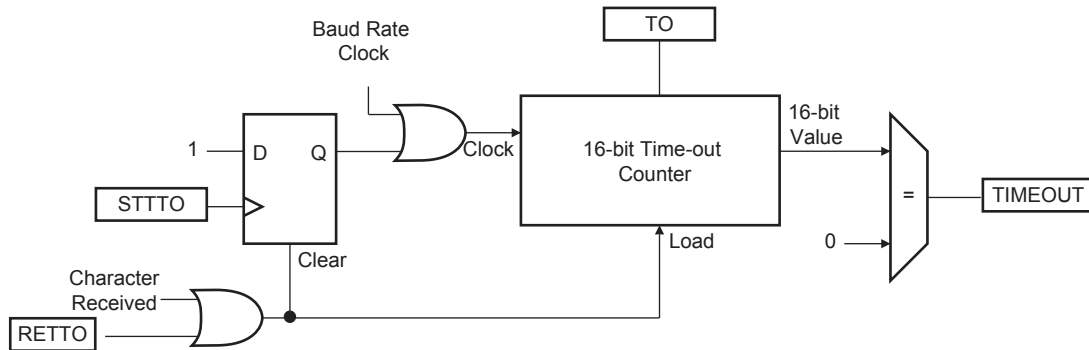 TO
Baud Rate
Clock
16-bit
Value
1
D
Q
Clock
16-bit Time-out
Counter
STTTO
=
TIMEOUT
Clear
Load
0
Character
Received
RETTO